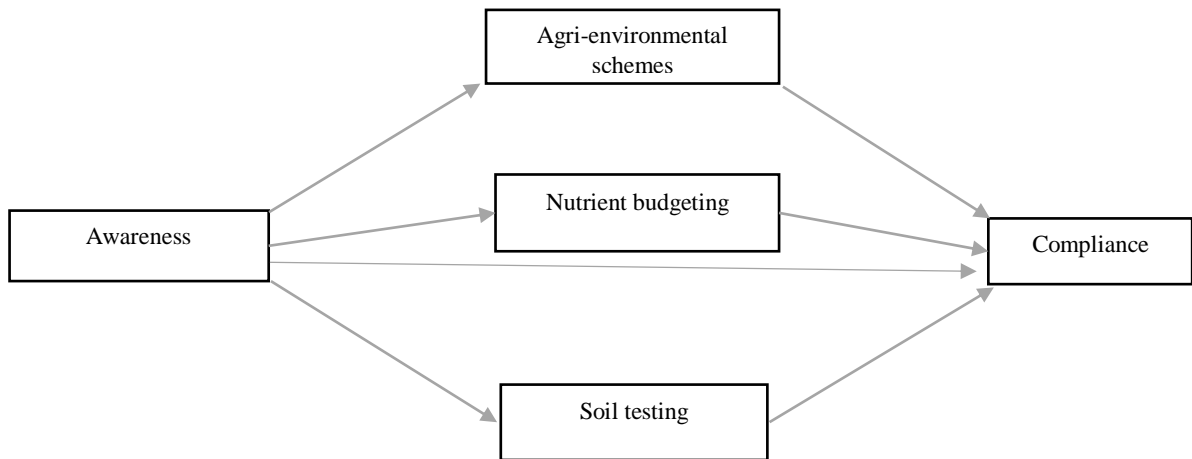 Agri-environmental
schemes
Nutrient budgeting
Awareness
Compliance
Soil testing